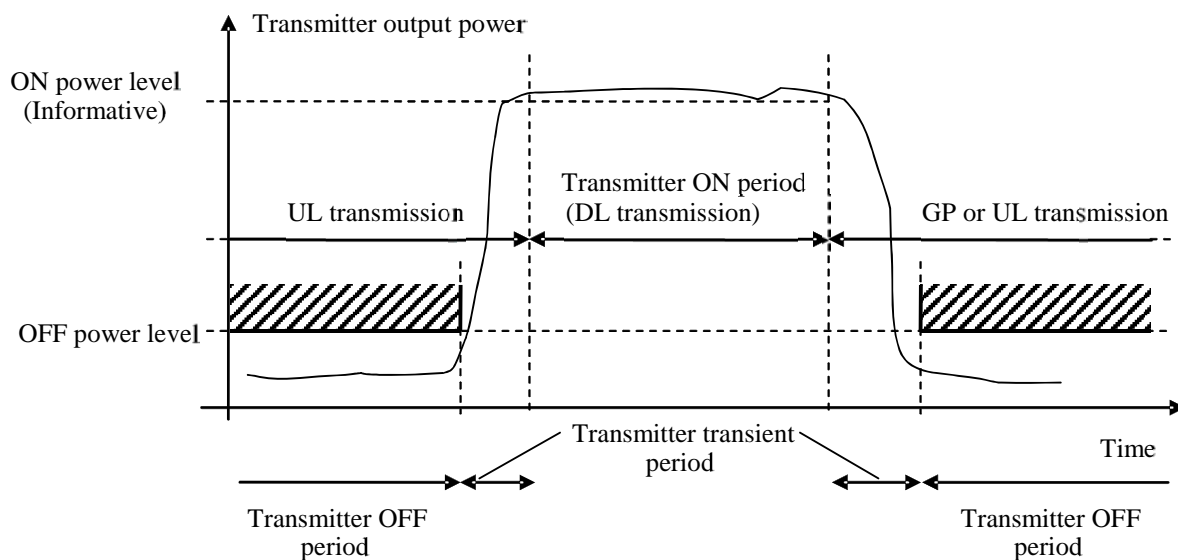 Transmitter output power
ON power level
(Informative)
Transmitter ON period
(DL transmission)
UL transmission
GP or UL transmission
OFF power level
Transmitter transient
period
Time
Transmitter OFF
period
Transmitter OFF
period